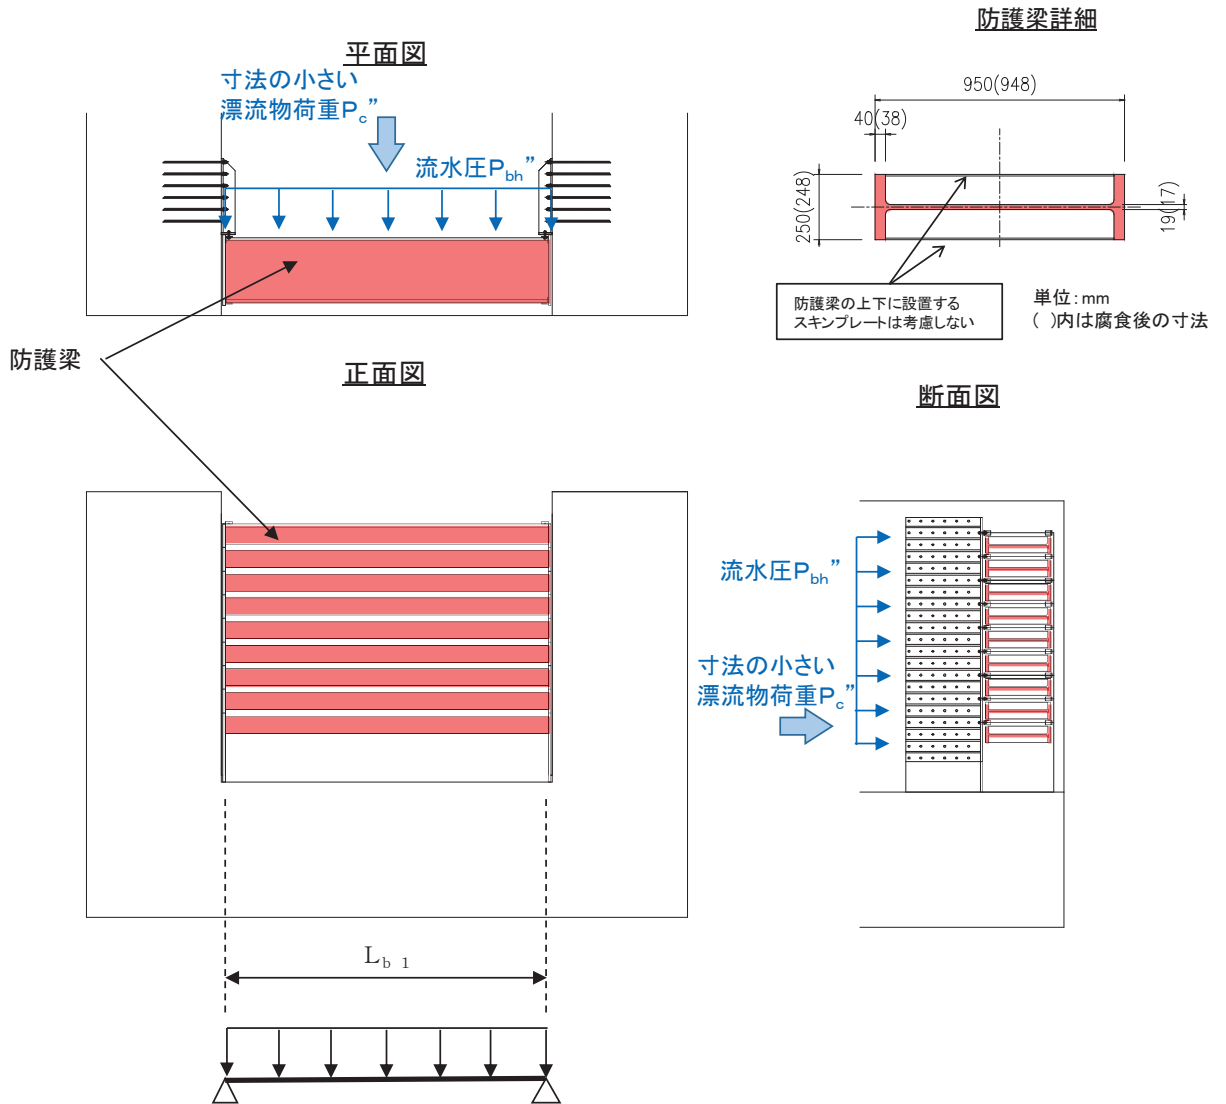 防護梁詳細
平面図
寸法の小さい
漂流物荷重Pc”
流水圧Pbh”
950(948)
40(38)
250(248)
19(17)
防護梁の上下に設置する
スキンプレートは考慮しない
単位：mm
(　)内は腐食後の寸法
防護梁
正面図
断面図
流水圧Pbh”
寸法の小さい
漂流物荷重Pc”
Lb 1